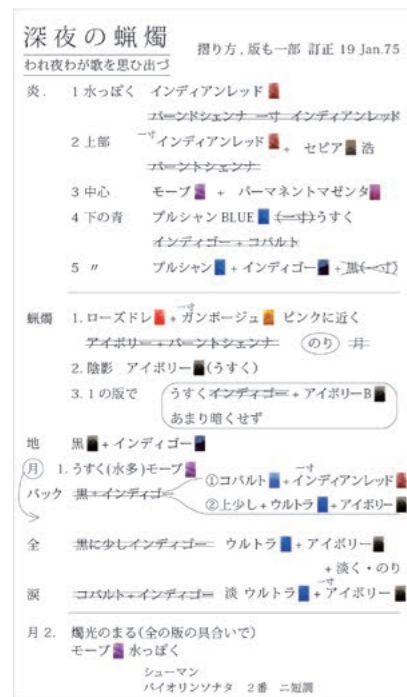 深夜の蝋燭
摺り方，版も一部 訂正 19 Jan.75
われ夜わが歌を思ひ出づ
炎． 1 水っぽく インディアンレッド
バーンドシェンナ 一寸 インディアンレッド
2 上部 一寸 インディアンレッド + セピア 浩
バーントシェンナ
3 中心 モーブ + パーマネントマゼンタ
4 下の青 プルシャン BLUE (一寸)うすく
インディゴー + コバルト
5 〃 プルシャン + インディゴー + 黒(一寸)
蝋燭 1. ローズドレ + 一寸 ガンボージュ ピンクに近く
アイボリー + バーントシェンナ のり 月
2. 陰影 アイボリー (うすく)
3. 1 の版で うすくインディゴー + アイボリーB
あまり暗くせず
地 黒 + インディゴー
月 1. うすく(水多)モーブ
①コバルト + 一寸 インディアンレッド
バック 黒 + インディゴー
②上少し + ウルトラ + アイボリー
全 黒に少しインディゴー ウルトラ + アイボリー
+ 淡く・のり
涙 コバルト + インディゴー 淡 ウルトラ + 一寸 アイボリー
月 2. 燭光のまる(全の版の具合いで)
モーブ 水っぽく
シューマン
バイオリンソナタ 2番 ニ短調